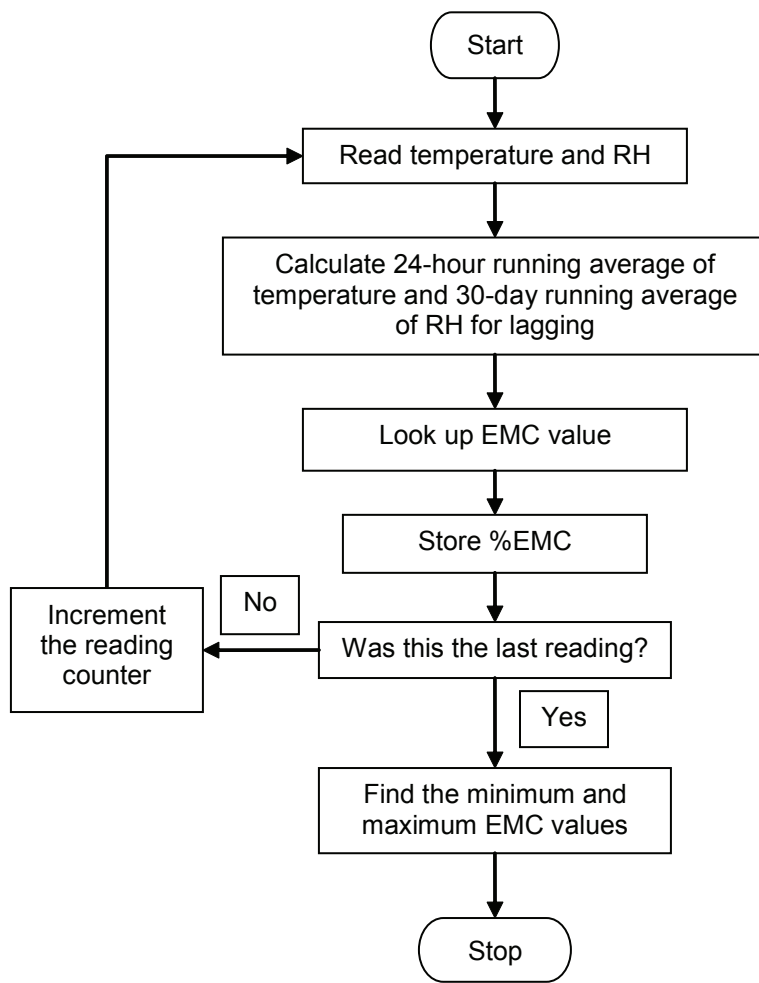 Start
Read temperature and RH
Calculate 24-hour running average of
temperature and 30-day running average
of RH for lagging
Look up EMC value
Store %EMC
No
Increment
the reading
counter
Was this the last reading?
Yes
Find the minimum and
maximum EMC values
Stop